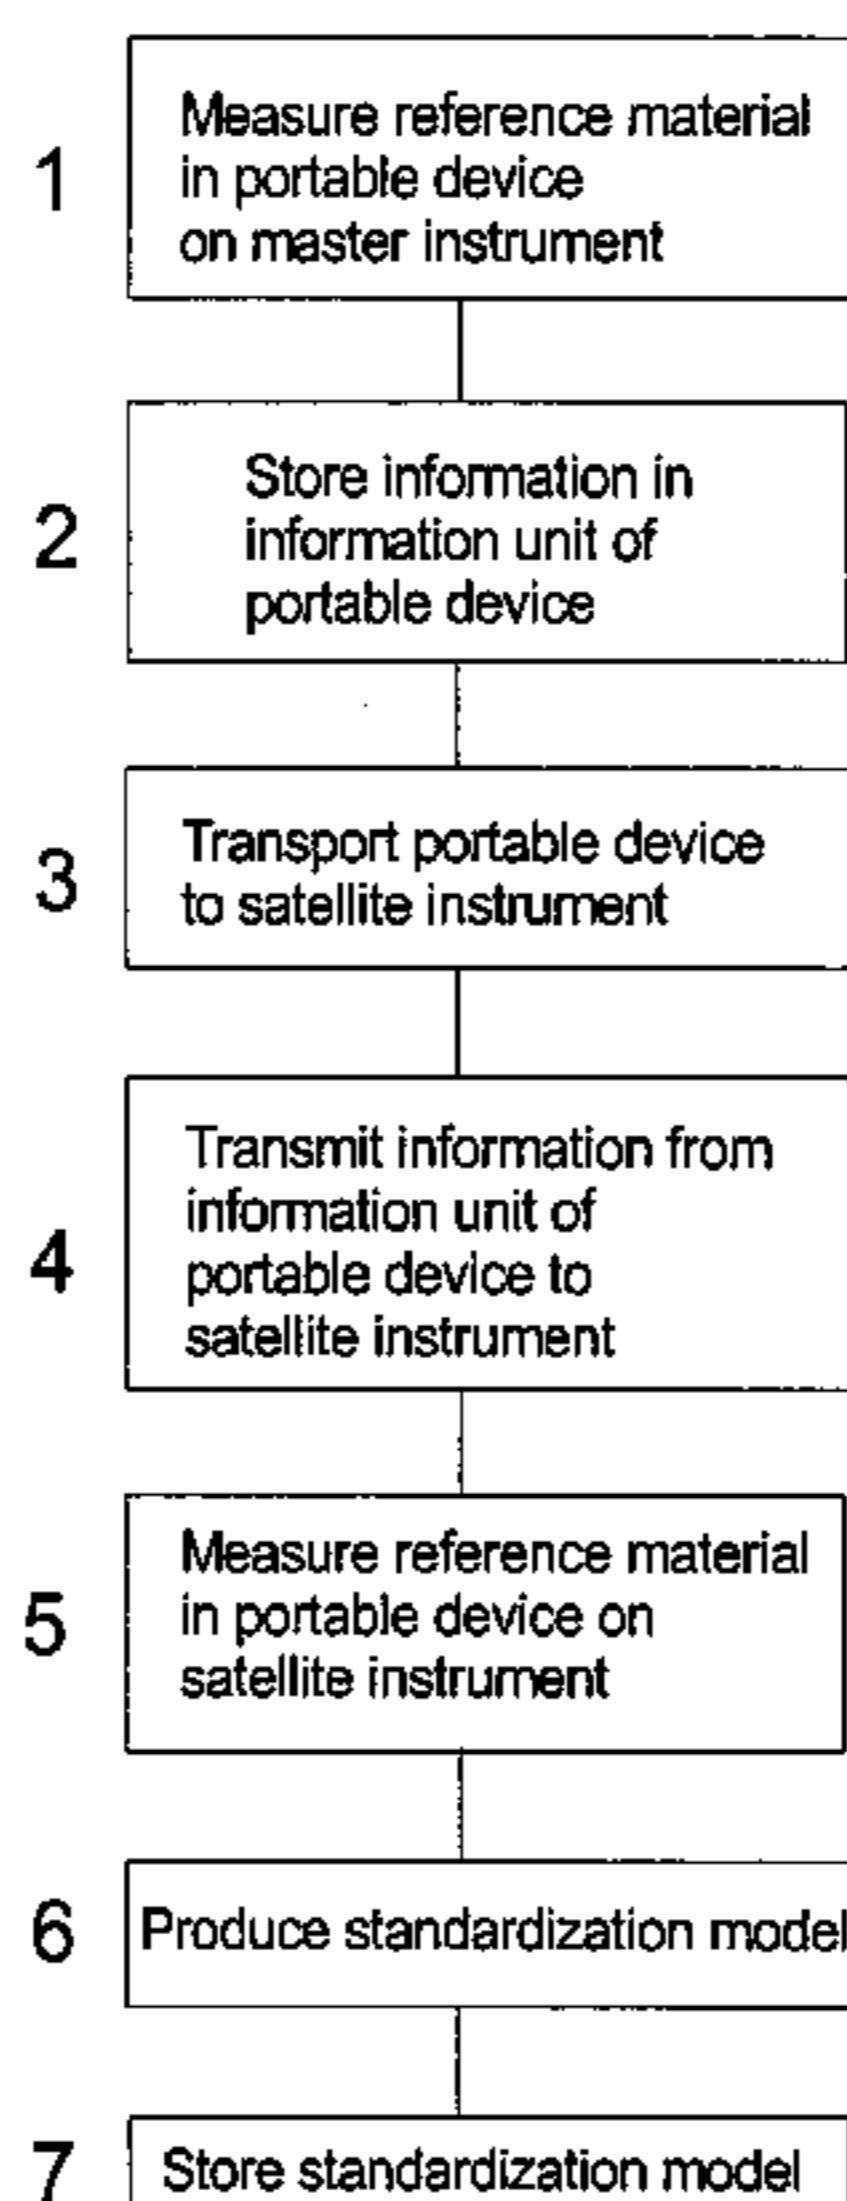 1
Measure reference material
in portable device
on master instrument
2
Store information in
information unit of
portable device
3
Transport portable device
to satellite instrument
4
Transmit information from
information unit of
portable device to
satellite instrument
5
Measure reference material
in portable device on
satellite instrument
6
Produce standardization model
7
Store standardization model